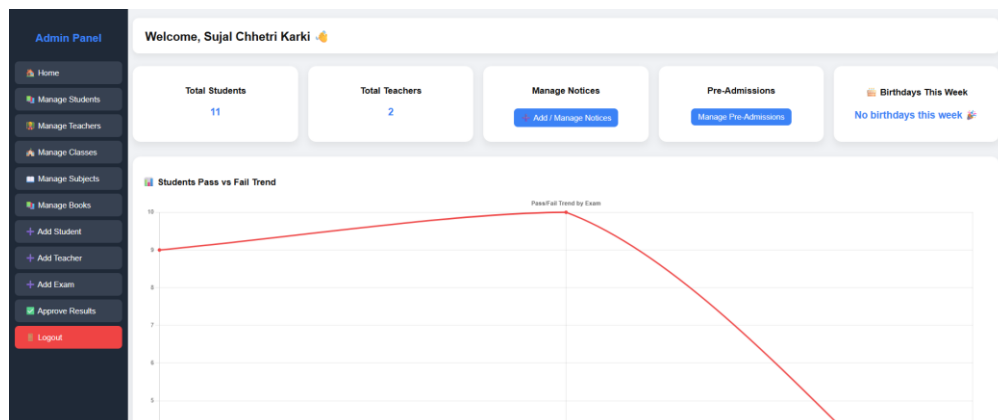 Admin Panel
Home
Manage Students
Manage Teachers
Manage Classes
Manage Subjects
Manage Books
Add Student
Add Teacher
Add Exam
Approve Results
Logout
Welcome, Sujal Chhetri Karki
Total Students
11
Total Teachers
2
Manage Notices
Add / Manage Notices
Pre-Admissions
Manage Pre-Admissions
Birthdays This Week
No birthdays this week
Students Pass vs Fail Trend
Pass/Fail Trend by Exam
10
9
8
7
6
5